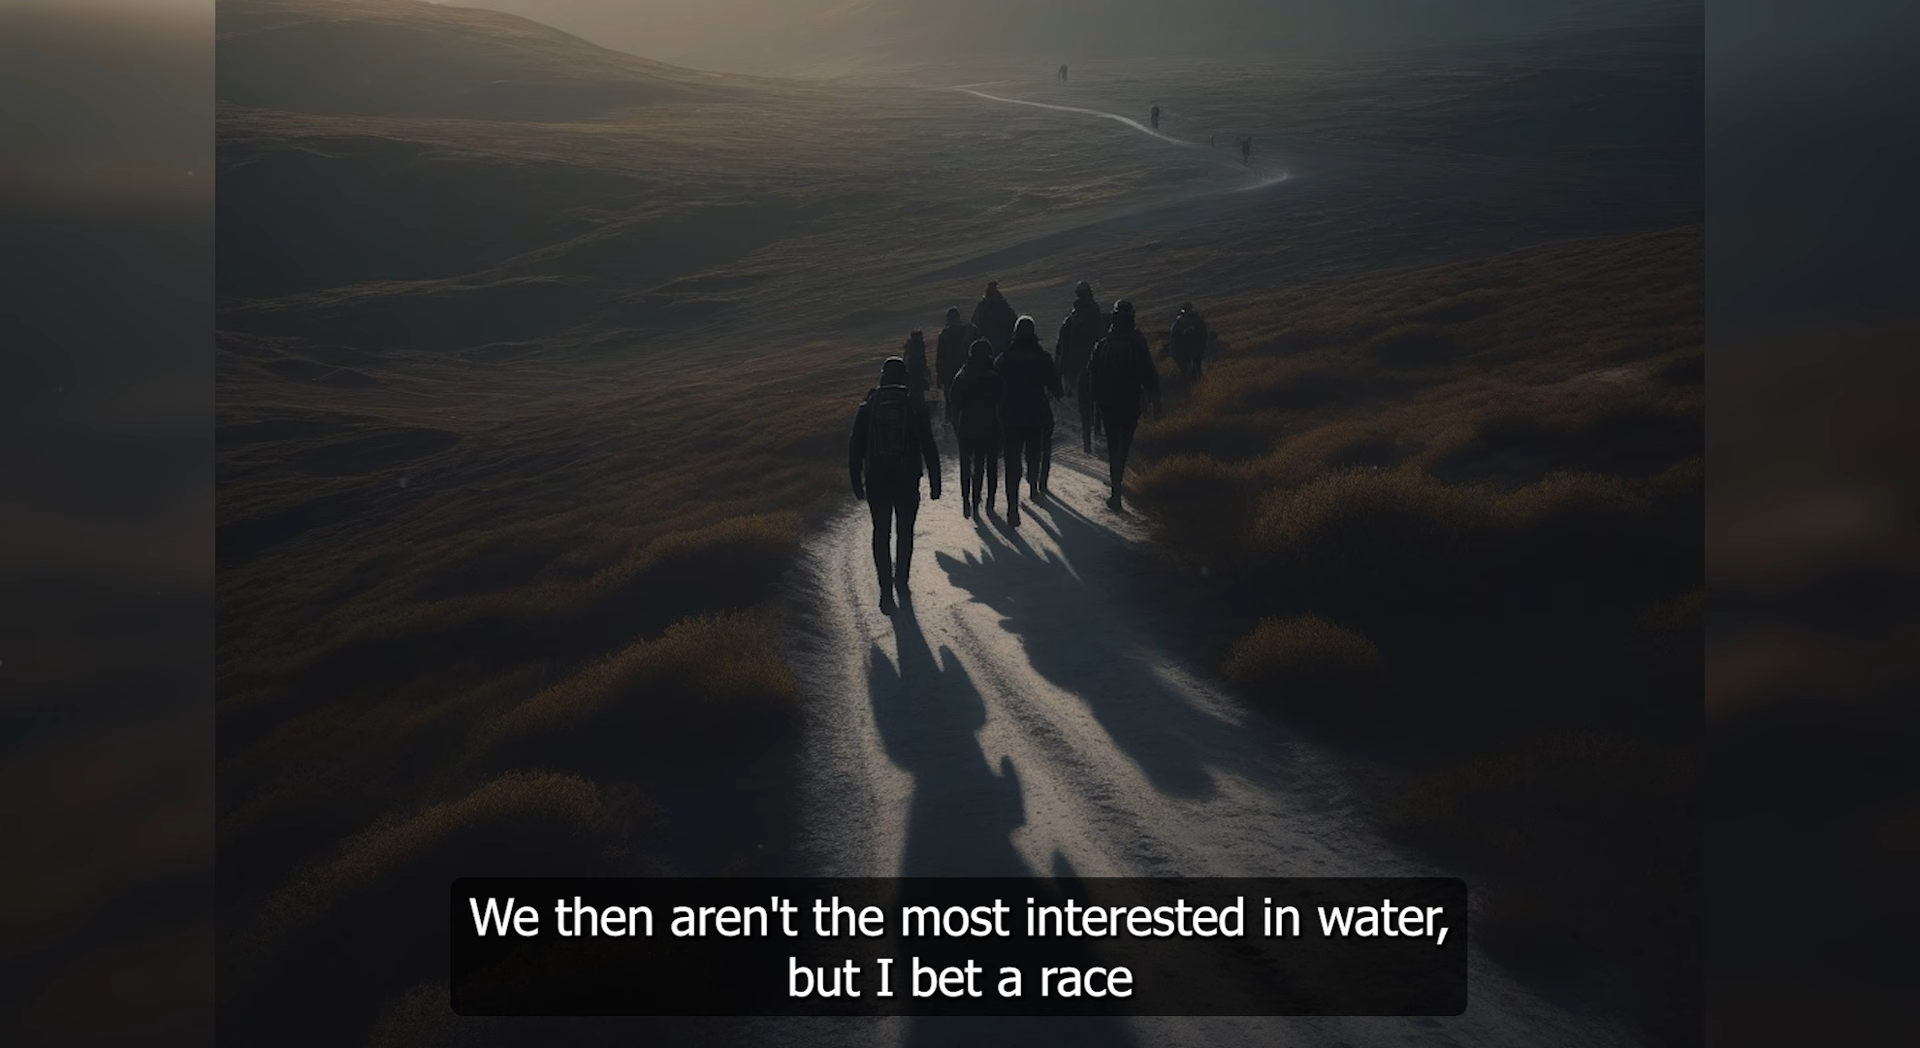 We then aren't the most interested in water,
but I bet a race